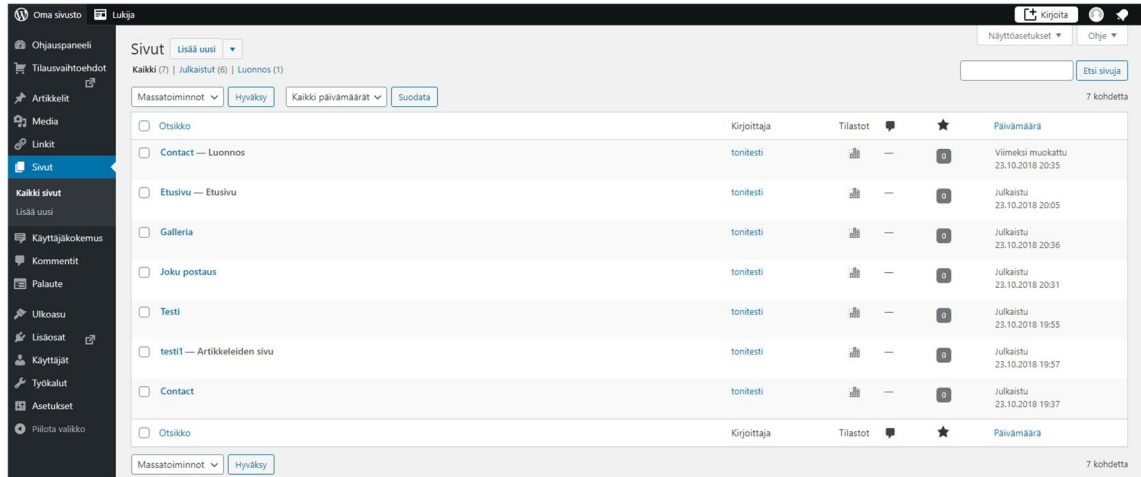 Oma sivusto Lukija Kirjoita
Ohjauspaneeli
Tilausvaihtoehdot
Artikkelit
Media
Linkit
Sivut
Kaikki sivut
Lisää uusi
Käyttäjäkokemus
Kommentit
Palaute
Ulkoasu
Lisäosat
Käyttäjät
Työkalut
Asetukset
Piilota valikko
Näyttöasetukset ▼ Ohje ▼
Sivut Lisää uusi ▼
Kaikki (7) | Julkaistut (6) | Luonnos (1)
Etsi sivuja
Massatoiminnot Hyväksy Kaikki päivämäärät Suodata 7 kohdetta
Otsikko Kirjoittaja Tilastot Päivämäärä
Contact — Luonnos tonitesti — 0 Viimeksi muokattu
23.10.2018 20:35
Etusivu — Etusivu tonitesti — 0 Julkaistu
23.10.2018 20:05
Galleria tonitesti — 0 Julkaistu
23.10.2018 20:36
Joku postaus tonitesti — 0 Julkaistu
23.10.2018 20:31
Testi tonitesti — 0 Julkaistu
23.10.2018 19:55
testi1 — Artikkeleiden sivu tonitesti — 0 Julkaistu
23.10.2018 19:57
Contact tonitesti — 0 Julkaistu
23.10.2018 19:37
Otsikko Kirjoittaja Tilastot Päivämäärä
Massatoiminnot Hyväksy 7 kohdetta